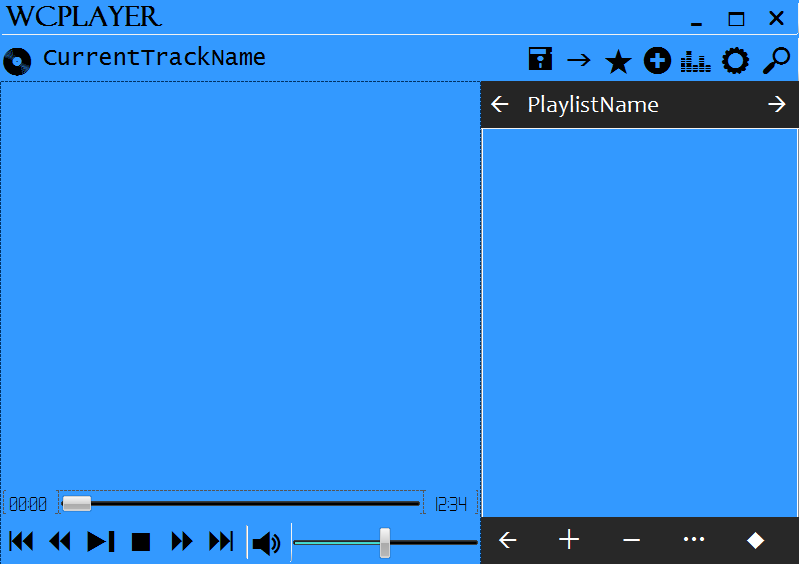 WCPLAYER
CurrentTrackName
PlaylistName
00:00
12:34